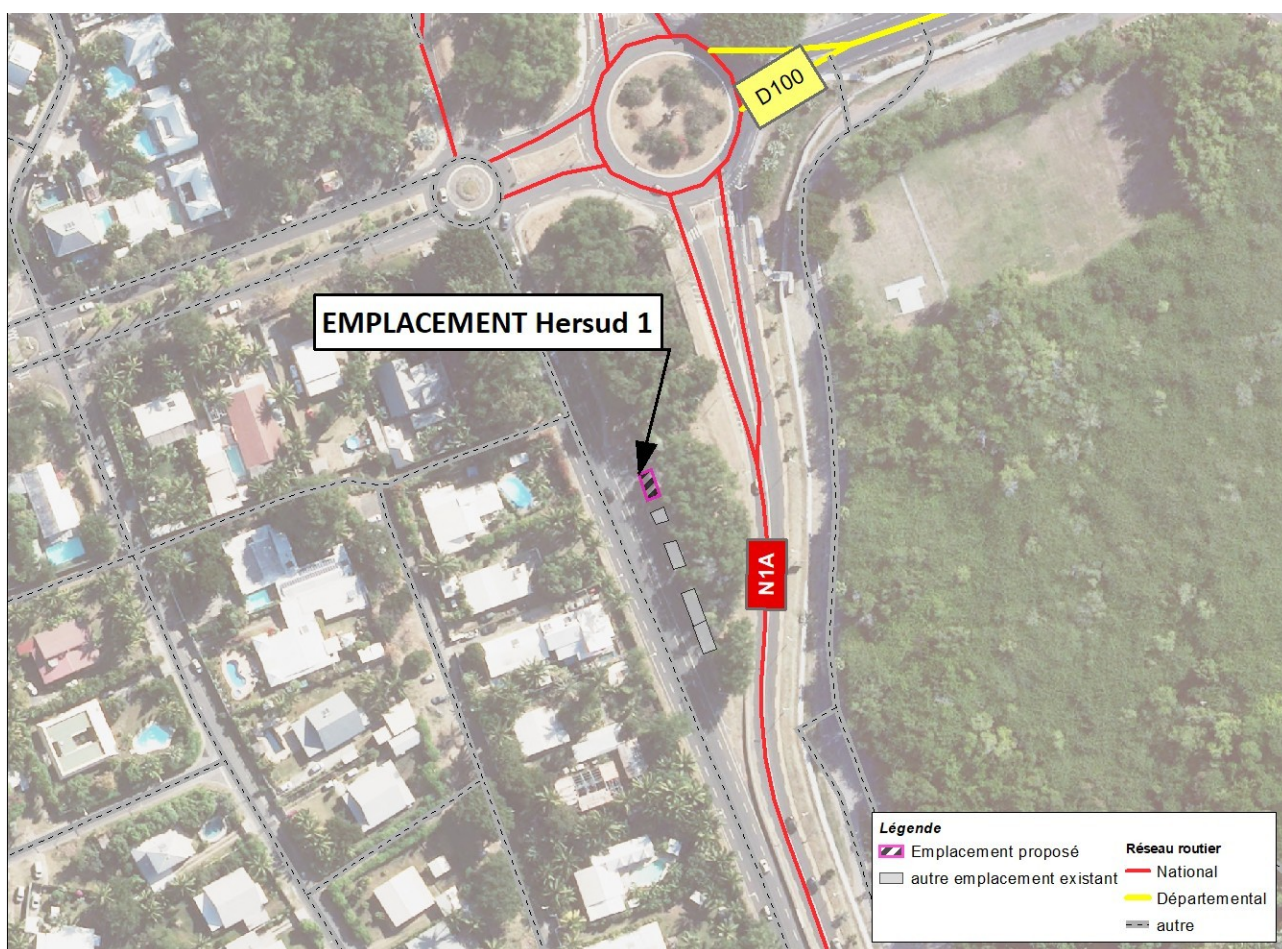 D100
EMPLACEMENT Hersud 1
N1A
Légende
Emplacement proposé
autre emplacement existant
Réseau routier
National
Départemental
autre